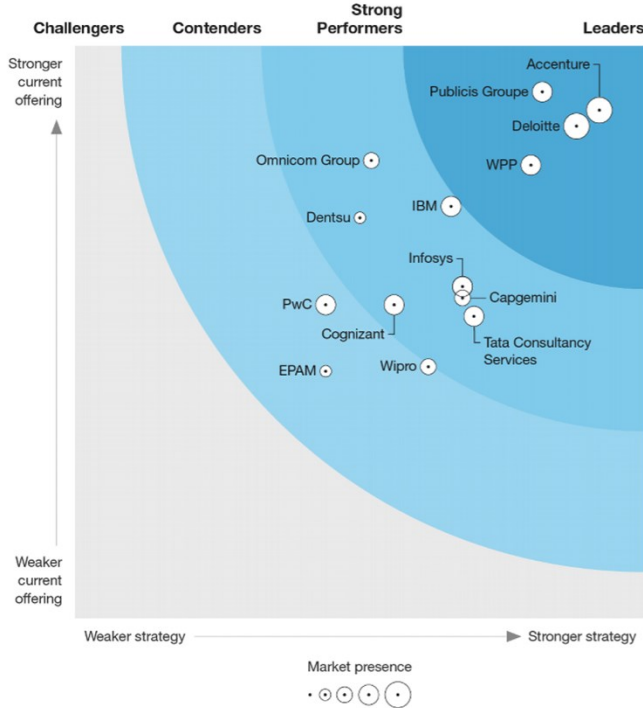 Challengers
Contenders
Strong
Performers
Leaders
Stronger
current
offering
Accenture
Publicis Groupe
Deloitte
Omnicom Group
WPP
IBM
Dentsu
Infosys
PwC
Capgemini
Cognizant
Tata Consultancy
Services
EPAM
Wipro
Weaker
current
offering
Weaker strategy
Stronger strategy
Market presence